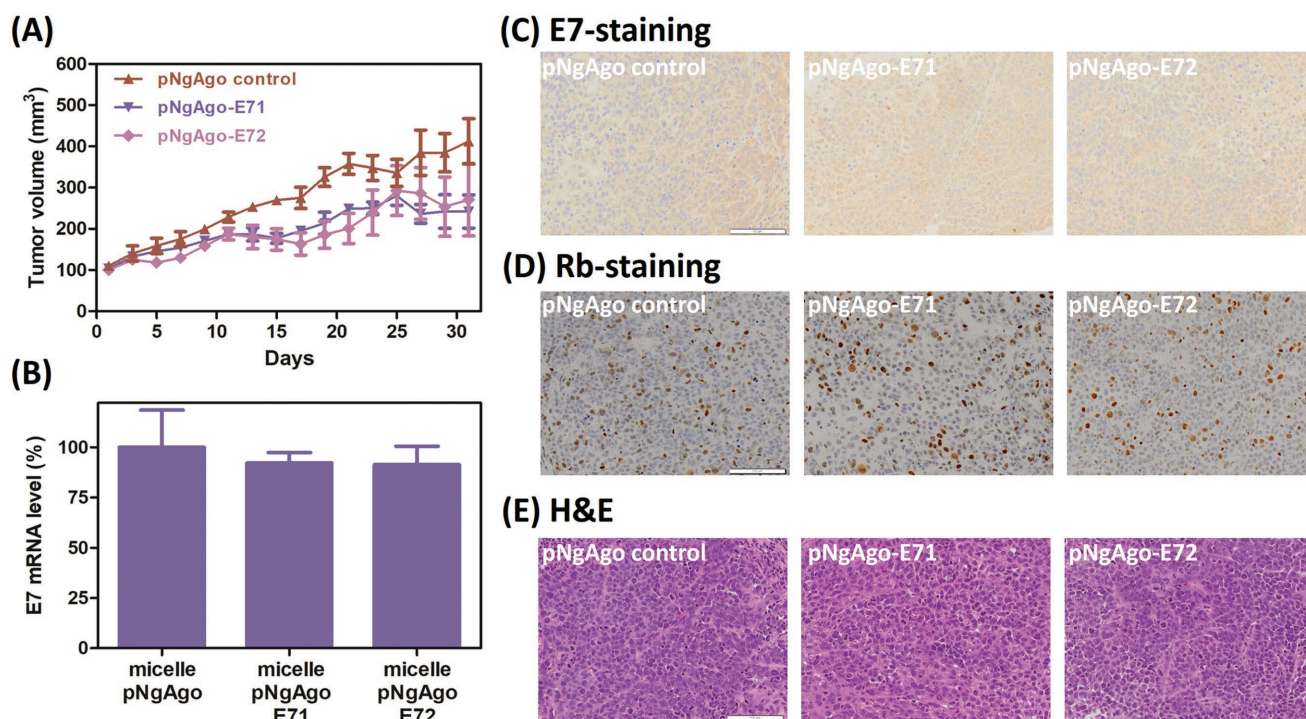 (A)
600
500
400
300
200
100
0
Tumor volume (mm³)
pNgAgo control
pNgAgo-E71
pNgAgo-E72
0 5 10 15 20 25 30
Days
(B)
100
75
50
25
0
E7 mRNA level (%)
micelle
pNgAgo
micelle
pNgAgo
E71
micelle
pNgAgo
E72
(C) E7-staining
pNgAgo control
pNgAgo-E71
pNgAgo-E72
(D) Rb-staining
pNgAgo control
pNgAgo-E71
pNgAgo-E72
(E) H&E
pNgAgo control
pNgAgo-E71
pNgAgo-E72